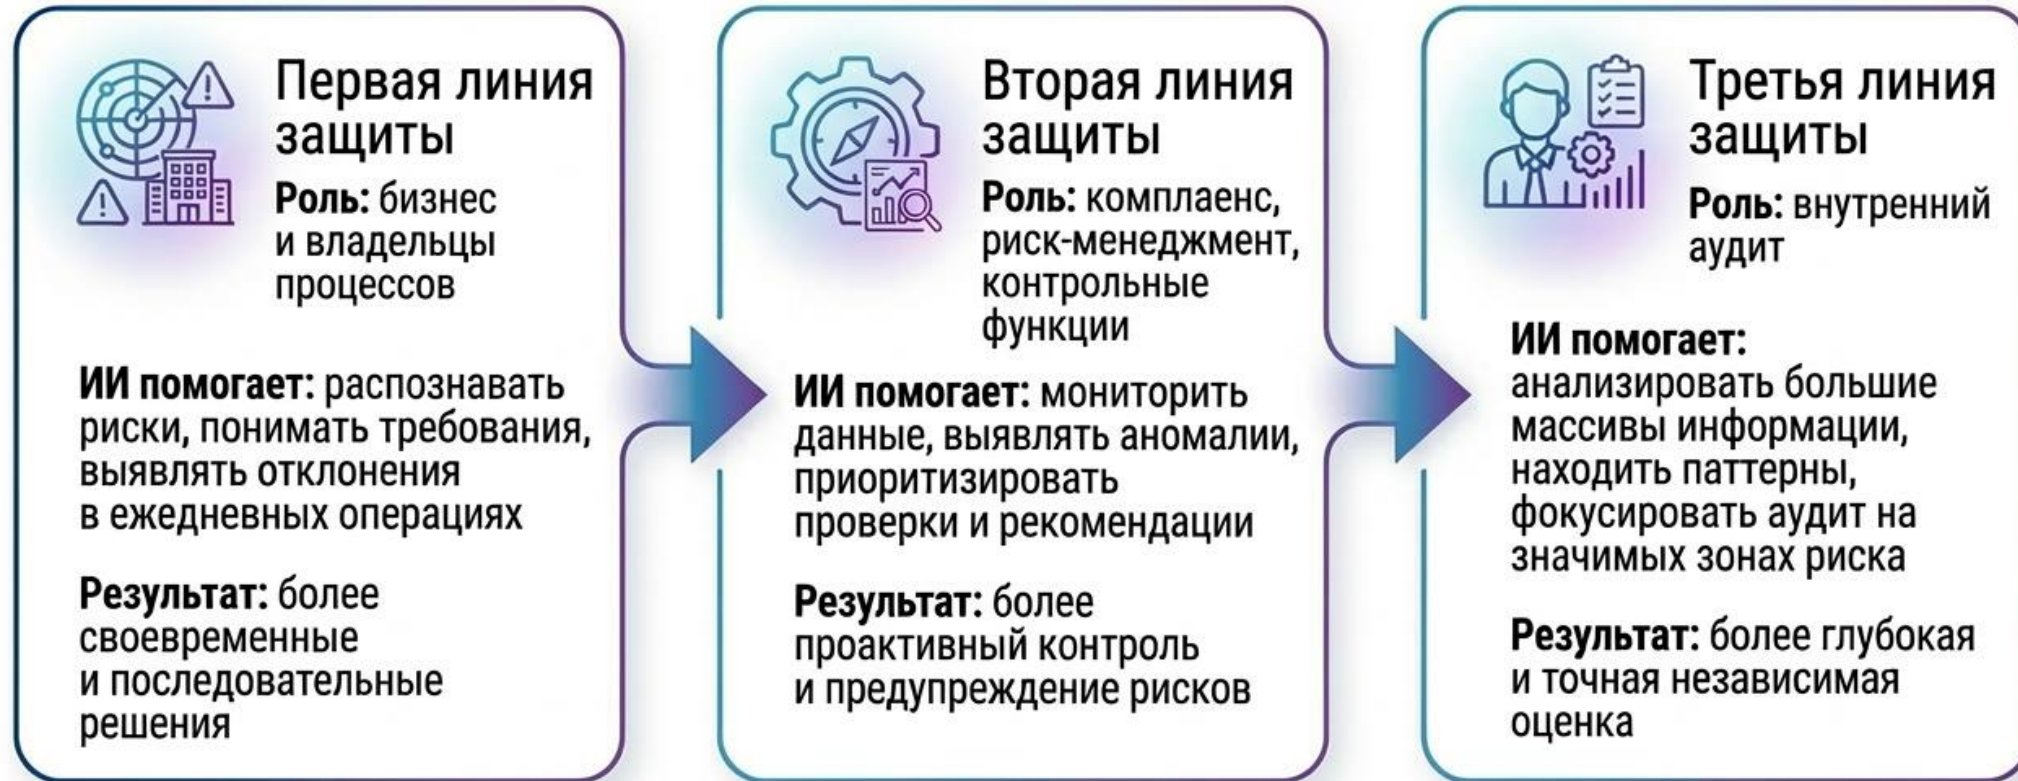 Первая линия
защиты
Роль: бизнес
и владельцы
процессов
ИИ помогает: распознавать
риски, понимать требования,
выявлять отклонения
в ежедневных операциях
Результат: более
своевременные
и последовательные
решения
Вторая линия
защиты
Роль: комплаенс,
риск-менеджмент,
контрольные
функции
ИИ помогает: мониторить
данные, выявлять аномалии,
приоритизировать
проверки и рекомендации
Результат: более
проактивный контроль
и предупреждение рисков
Третья линия
защиты
Роль: внутренний
аудит
ИИ помогает:
анализировать большие
массивы информации,
находить паттерны,
фокусировать аудит на
значимых зонах риска
Результат: более глубокая
и точная независимая
оценка